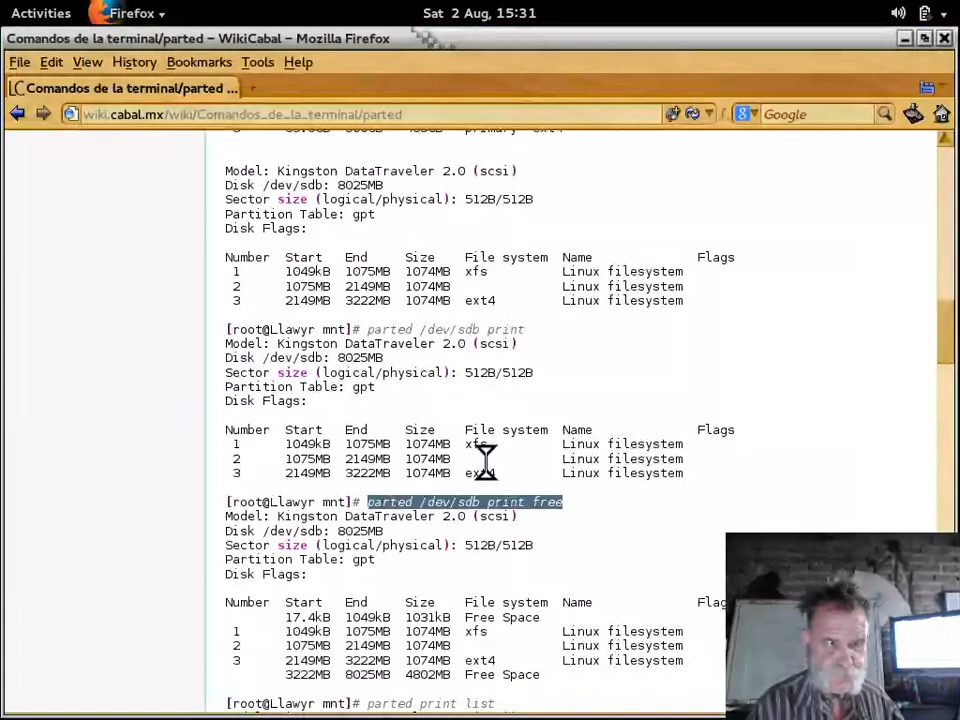 Activities Firefox Sat 2 Aug, 15:31
Comandos de la terminal/parted – WikiCabal – Mozilla Firefox
File Edit View History Bookmarks Tools Help
Comandos de la terminal/parted ...
wiki.cabal.mx/wiki/Comandos_de_la_terminal/parted Google
Model: Kingston DataTraveler 2.0 (scsi)
Disk /dev/sdb: 8025MB
Sector size (logical/physical): 512B/512B
Partition Table: gpt
Disk Flags:
Number Start End Size File system Name Flags
1 1049kB 1075MB 1074MB xfs Linux filesystem
2 1075MB 2149MB 1074MB Linux filesystem
3 2149MB 3222MB 1074MB ext4 Linux filesystem
[root@Llawyr mnt]# parted /dev/sdb print
Model: Kingston DataTraveler 2.0 (scsi)
Disk /dev/sdb: 8025MB
Sector size (logical/physical): 512B/512B
Partition Table: gpt
Disk Flags:
Number Start End Size File system Name Flags
1 1049kB 1075MB 1074MB xfs Linux filesystem
2 1075MB 2149MB 1074MB Linux filesystem
3 2149MB 3222MB 1074MB ext4 Linux filesystem
[root@Llawyr mnt]# parted /dev/sdb print free
Model: Kingston DataTraveler 2.0 (scsi)
Disk /dev/sdb: 8025MB
Sector size (logical/physical): 512B/512B
Partition Table: gpt
Disk Flags:
Number Start End Size File system Name Flag
17.4kB 1049kB 1031kB Free Space
1 1049kB 1075MB 1074MB xfs Linux filesystem
2 1075MB 2149MB 1074MB Linux filesystem
3 2149MB 3222MB 1074MB ext4 Linux filesystem
3222MB 8025MB 4802MB Free Space
[root@Llawyr mnt]# parted print list